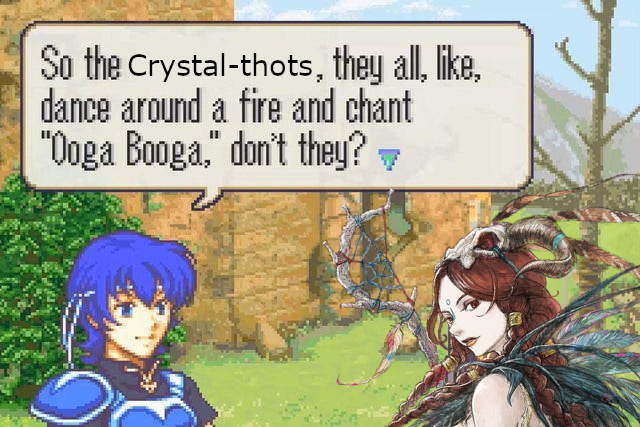 So the Crystal-thots, they all, like,
dance around a fire and chant
"Ooga Booga," don't they?